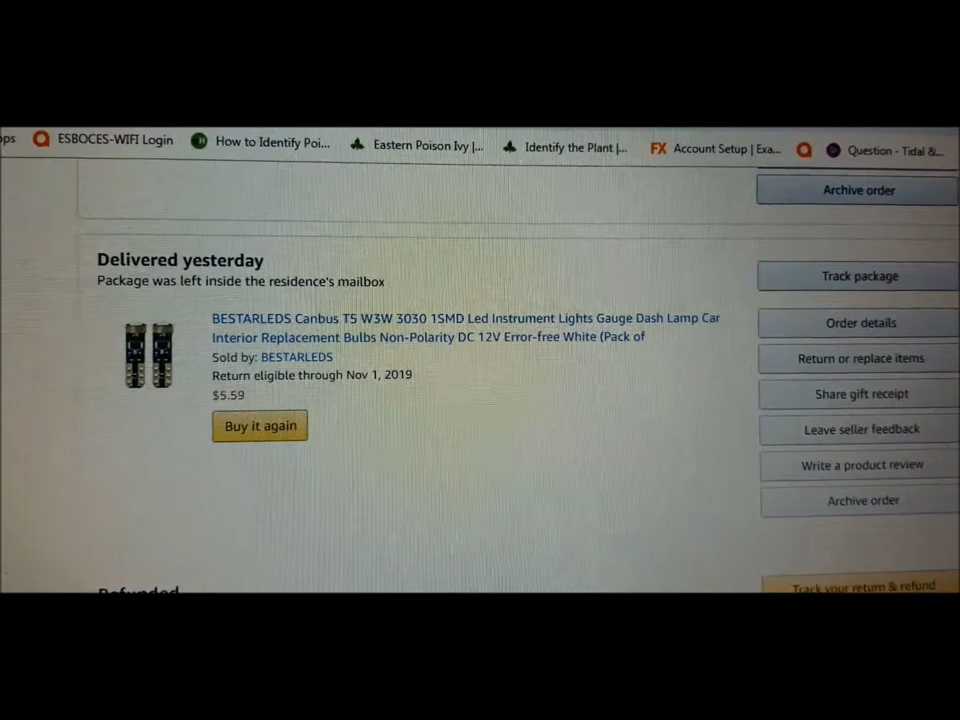 ps
ESBOCES-WIFI Login
How to Identify Poi...
Eastern Poison Ivy |...
Identify the Plant |...
FX
Account Setup | Exa...
Question - Tidal &...
Archive order
Delivered yesterday
Package was left inside the residence's mailbox
Track package
BESTARLEDS Canbus T5 W3W 3030 1SMD Led Instrument Lights Gauge Dash Lamp Car
Interior Replacement Bulbs Non-Polarity DC 12V Error-free White (Pack of
Sold by: BESTARLEDS
Return eligible through Nov 1, 2019
$5.59
Buy it again
Order details
Return or replace items
Share gift receipt
Leave seller feedback
Write a product review
Archive order
Refunded
Track your return & refund